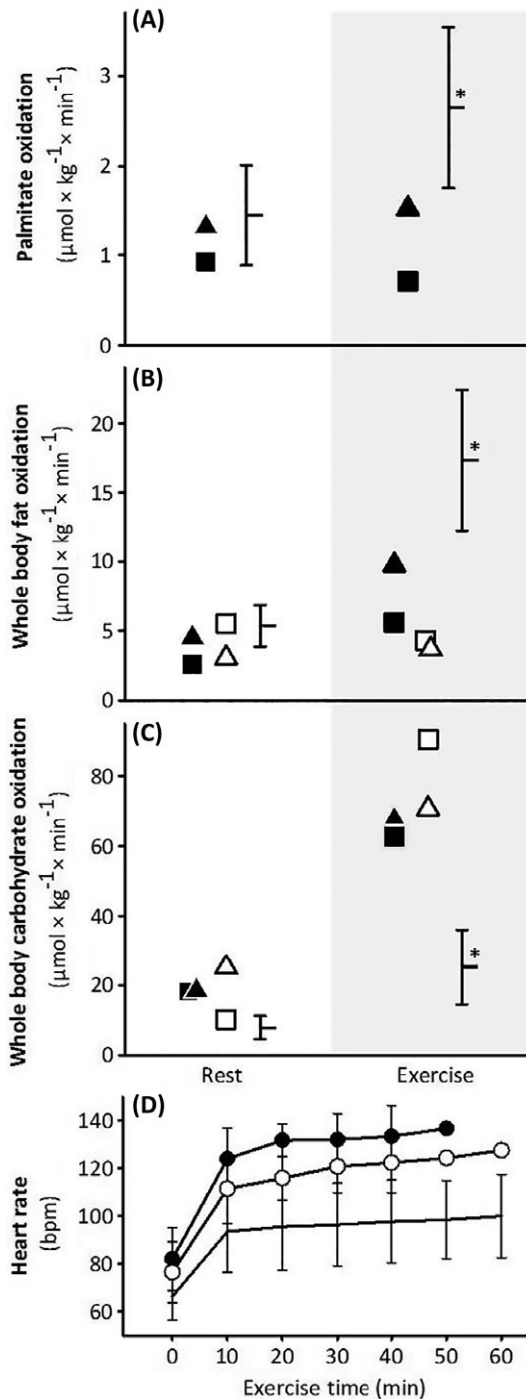 (A)
Palmitate oxidation
(µmol × kg⁻¹ × min⁻¹)
3
2
1
0
*
(B)
Whole body fat oxidation
(µmol × kg⁻¹ × min⁻¹)
20
15
10
5
0
*
(C)
Whole body carbohydrate oxidation
(µmol × kg⁻¹ × min⁻¹)
80
60
40
20
0
*
Rest Exercise
(D)
Heart rate
(bpm)
140
120
100
80
60
0 10 20 30 40 50 60
Exercise time (min)